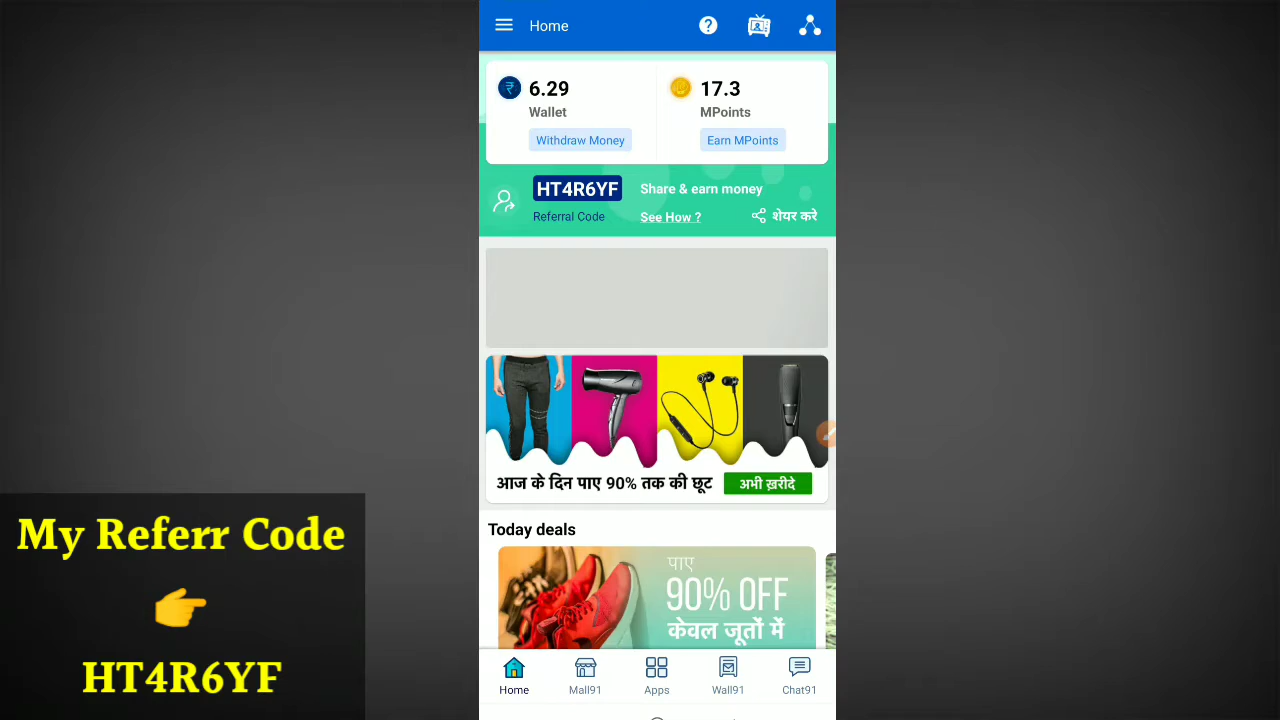 Home
6.29
Wallet
Withdraw Money
17.3
MPoints
Earn MPoints
HT4R6YF
Referral Code
Share & earn money
See How ?
शेयर करे
आज के दिन पाए 90% तक की छूट
अभी ख़रीदे
Today deals
पाए
90% OFF
केवल जूतों में
Home
Mall91
Apps
Wall91
Chat91
My Referr Code
HT4R6YF